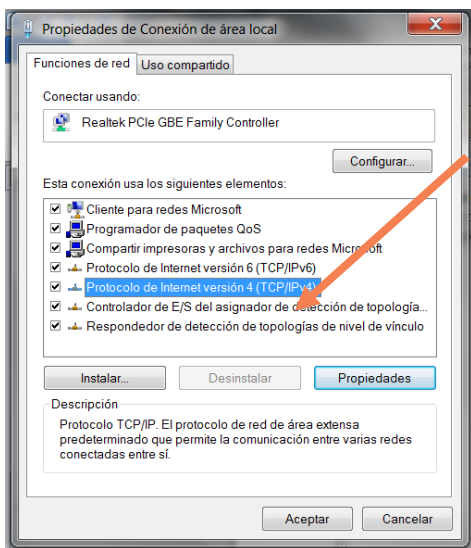 Propiedades de Conexión de área local
Funciones de red
Uso compartido
Conectar usando:
Realtek PCIe GBE Family Controller
Configurar...
Esta conexión usa los siguientes elementos:
Cliente para redes Microsoft
Programador de paquetes QoS
Compartir impresoras y archivos para redes Microsoft
Protocolo de Internet versión 6 (TCP/IPv6)
Protocolo de Internet versión 4 (TCP/IPv4)
Controlador de E/S del asignador de detección de topología...
Respondedor de detección de topologías de nivel de vínculo
Instalar...
Desinstalar
Propiedades
Descripción
Protocolo TCP/IP. El protocolo de red de área extensa
predeterminado que permite la comunicación entre varias redes
conectadas entre sí.
Aceptar
Cancelar